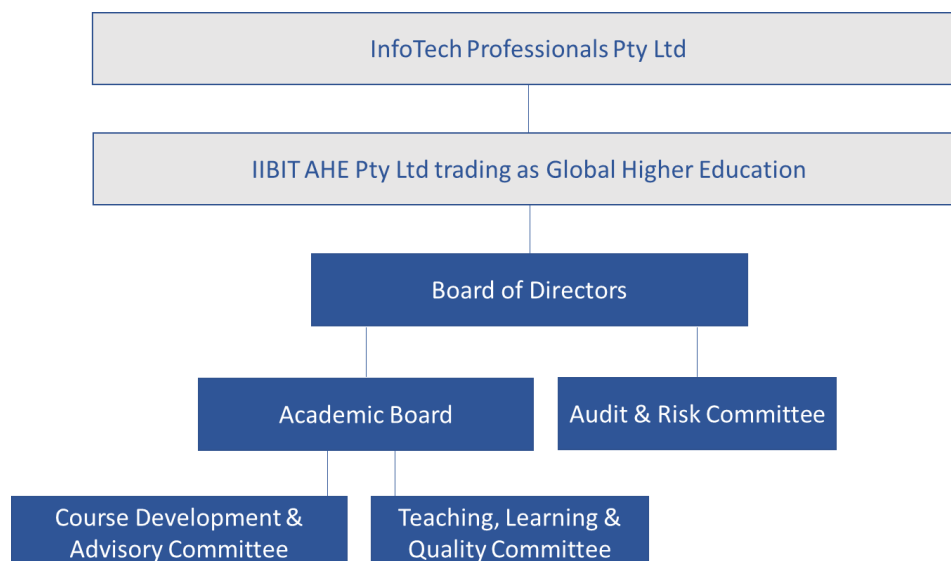 InfoTech Professionals Pty Ltd
IIBIT AHE Pty Ltd trading as Global Higher Education
Board of Directors
Academic Board
Audit & Risk Committee
Course Development &
Advisory Committee
Teaching, Learning &
Quality Committee